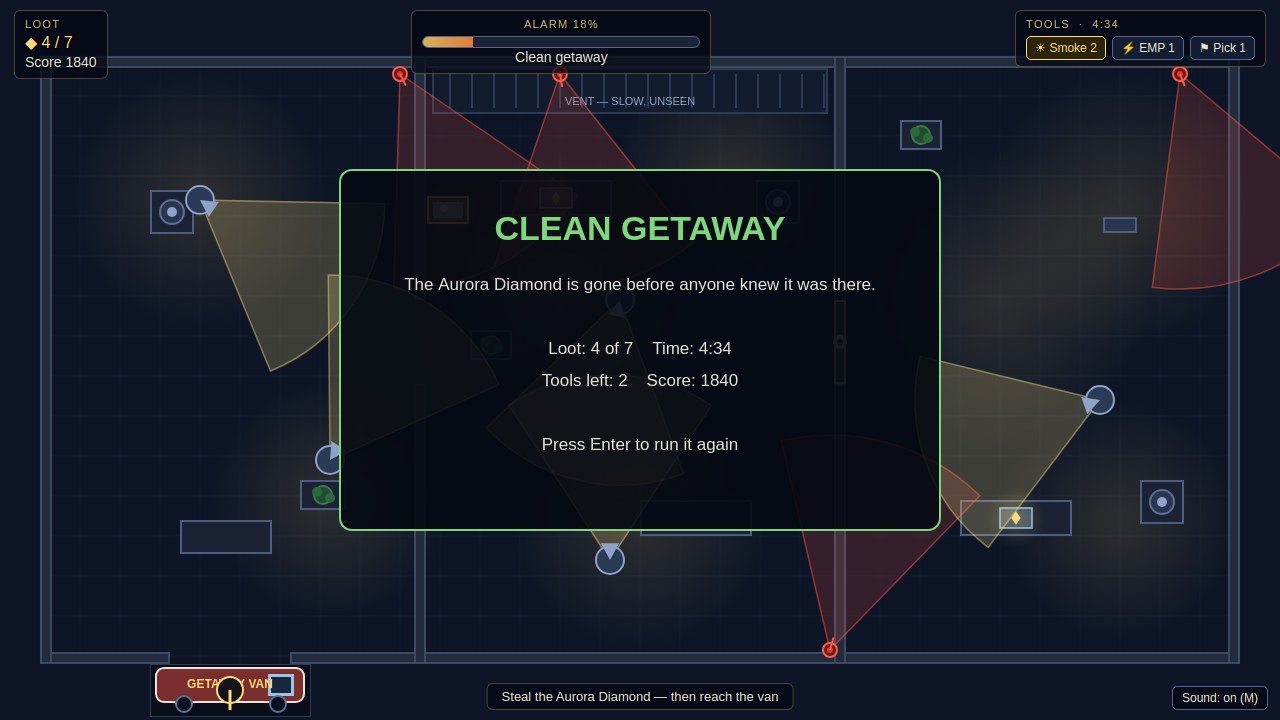 LOOT
◆ 4 / 7
Score 1840
ALARM 18%
Clean getaway
TOOLS · 4:34
☀ Smoke 2
⚡ EMP 1
⚑ Pick 1
VENT — SLOW, UNSEEN
CLEAN GETAWAY
The Aurora Diamond is gone before anyone knew it was there.
Loot: 4 of 7 Time: 4:34
Tools left: 2 Score: 1840
Press Enter to run it again
VAN
Steal the Aurora Diamond — then reach the van
Sound: on (M)